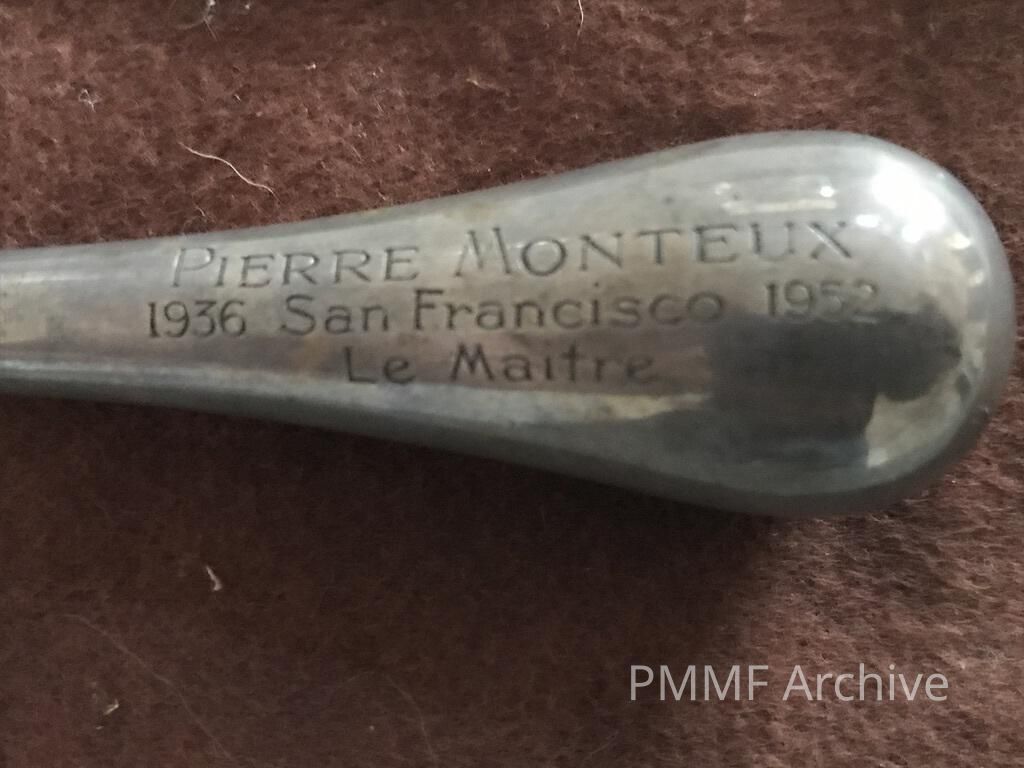 PIERRE MONTEUX
1936 San Francisco 1952
Le Maitre
PMMF Archive